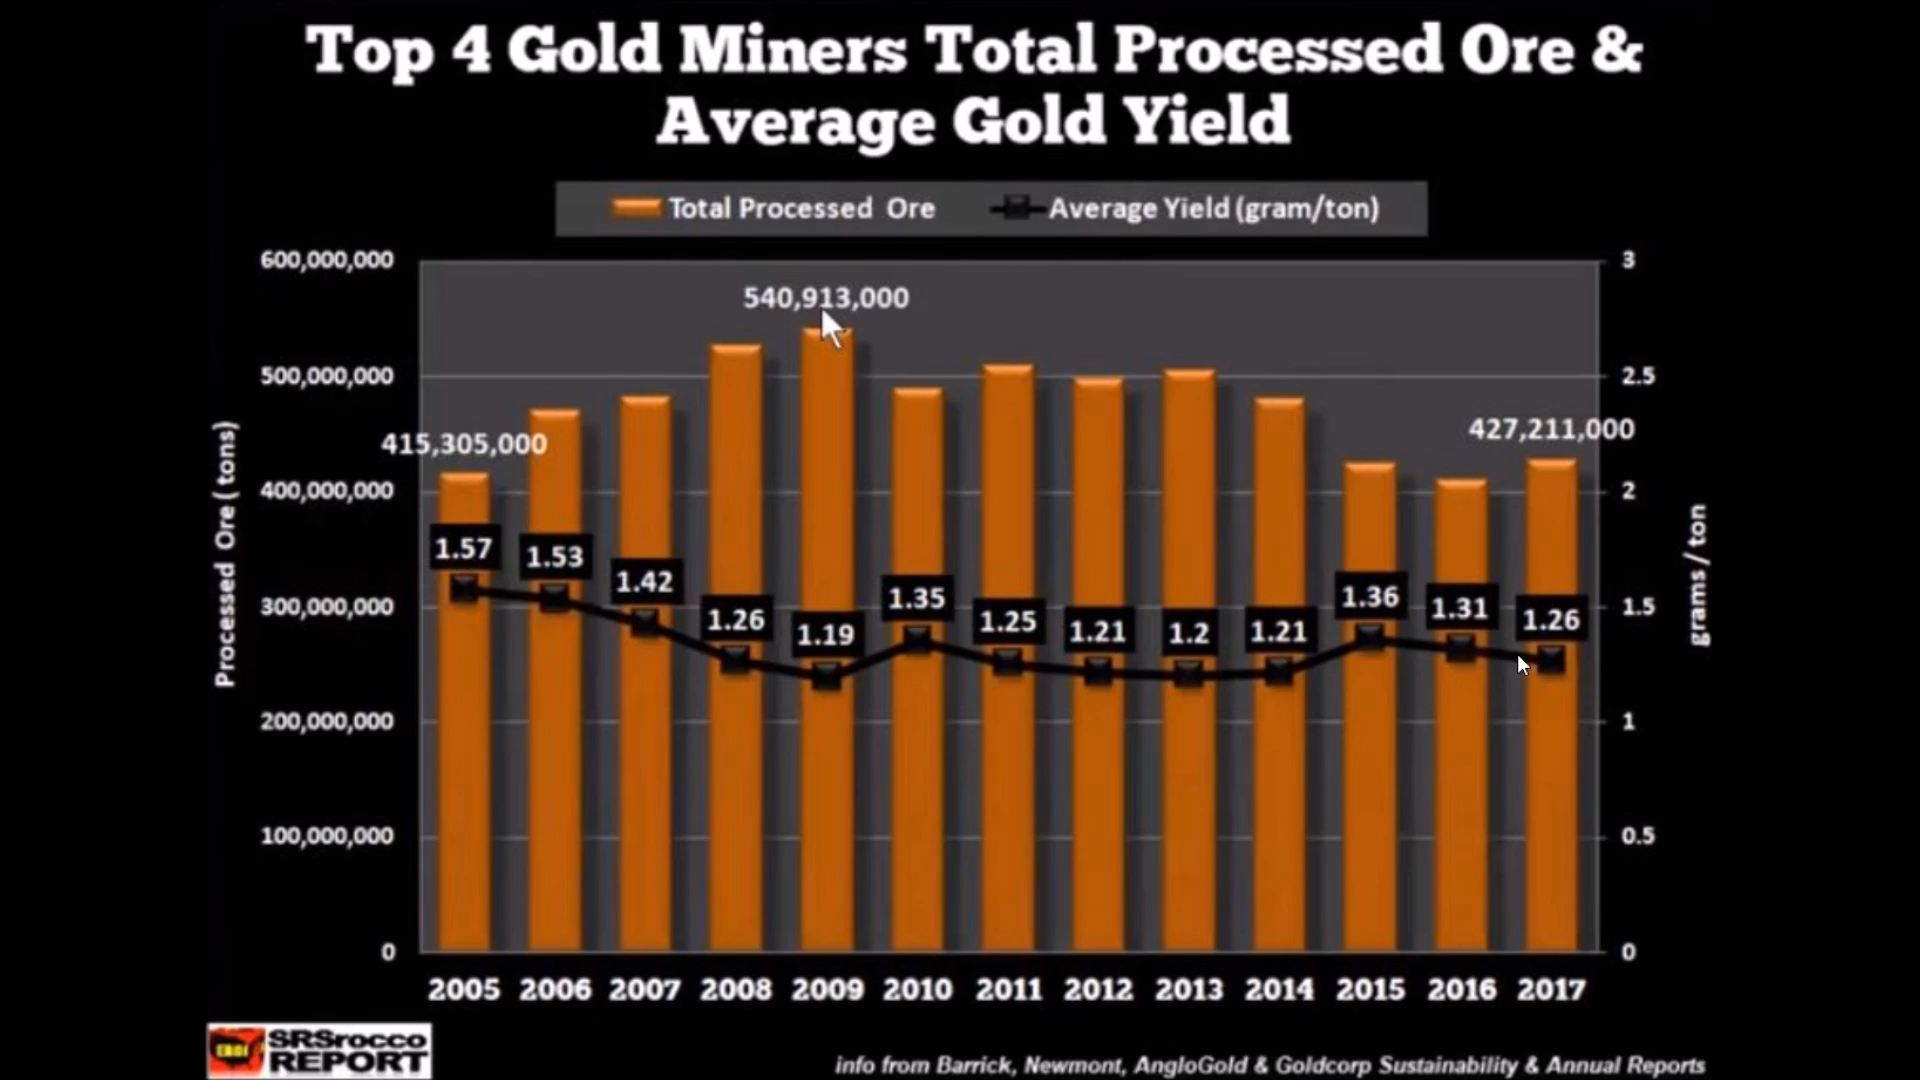 Top 4 Gold Miners Total Processed Ore &
Average Gold Yield
Total Processed Ore
Average Yield (gram/ton)
600,000,000
500,000,000
400,000,000
300,000,000
200,000,000
100,000,000
0
Processed Ore ( tons)
3
2.5
2
1.5
1
0.5
0
grams / ton
415,305,000
540,913,000
427,211,000
1.57
1.53
1.42
1.26
1.19
1.35
1.25
1.21
1.2
1.21
1.36
1.31
1.26
2005 2006 2007 2008 2009 2010 2011 2012 2013 2014 2015 2016 2017
EROI
SRSrocco
REPORT
info from Barrick, Newmont, AngloGold & Goldcorp Sustainability & Annual Reports